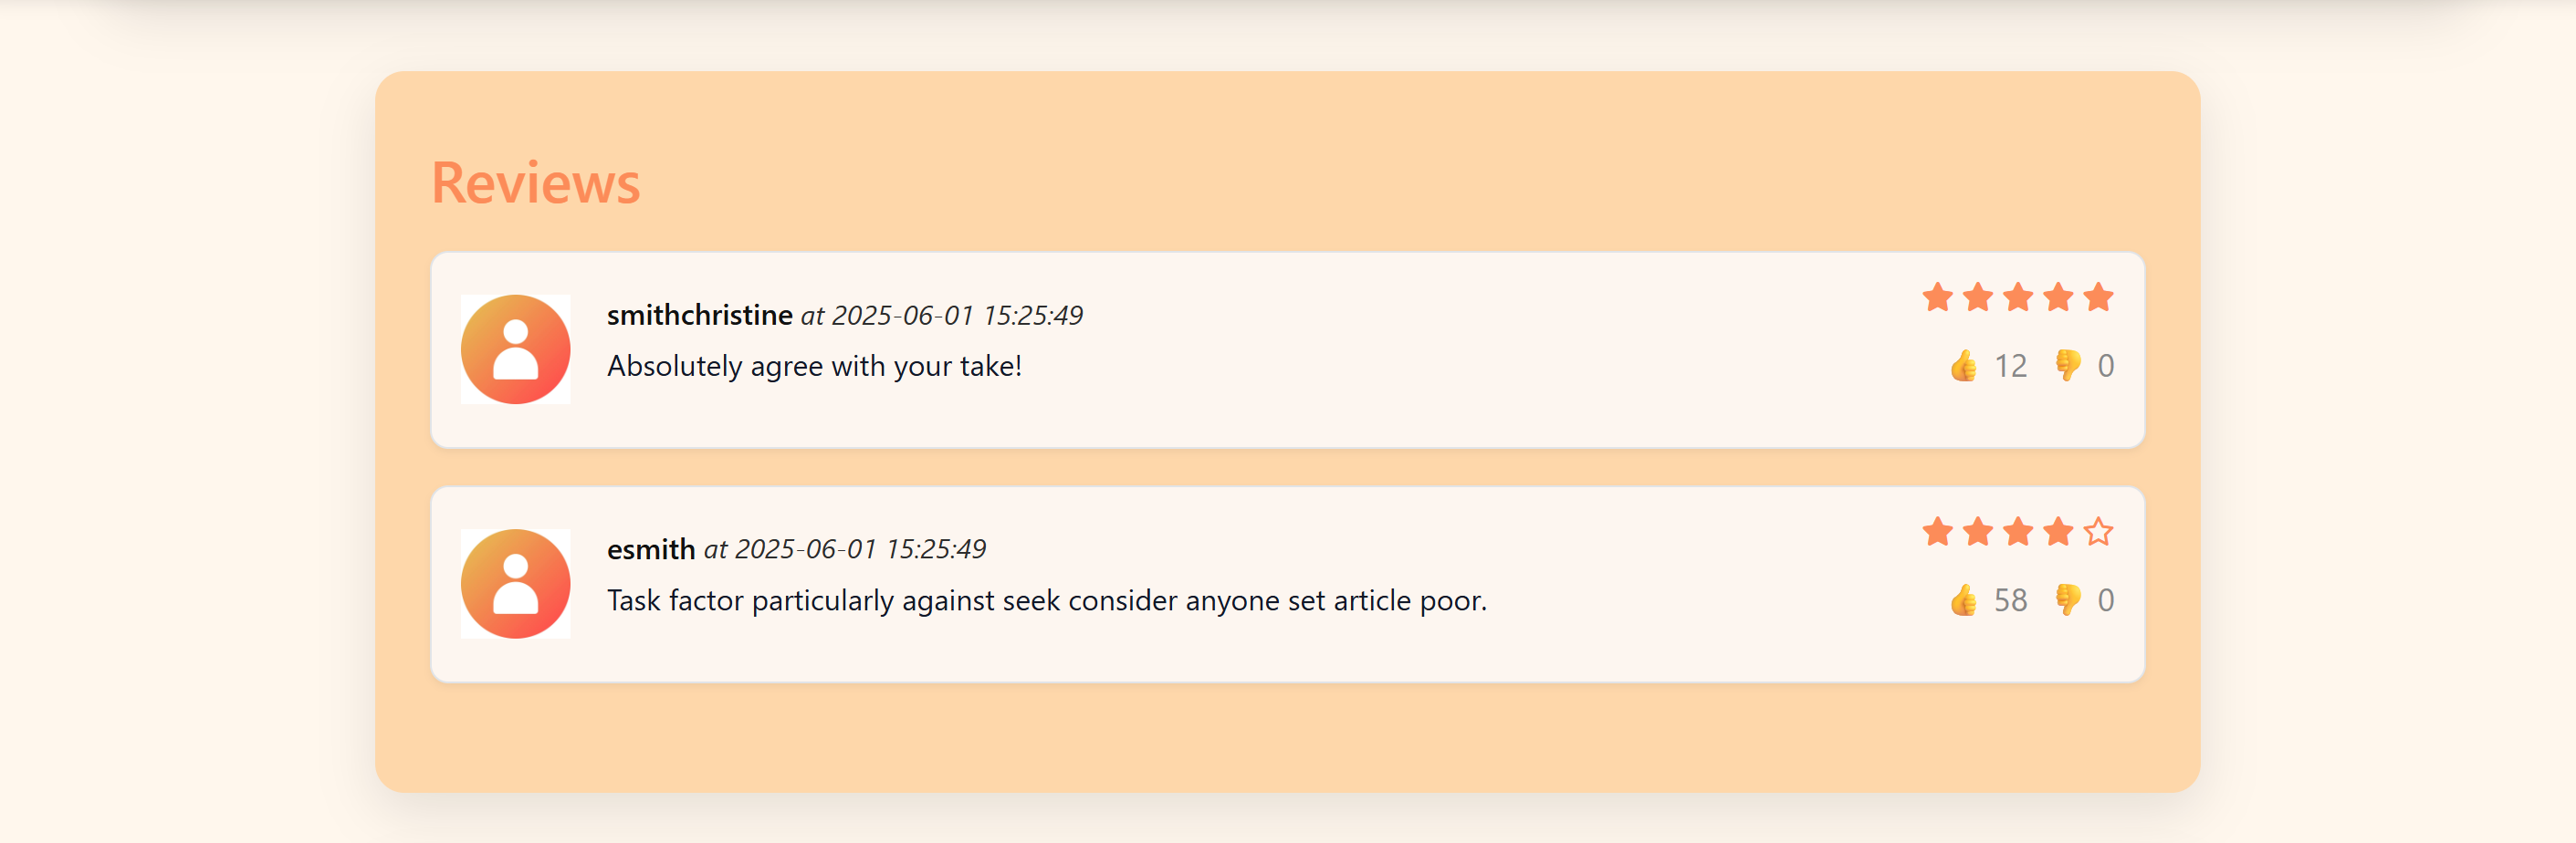 Reviews
smithchristine at 2025-06-01 15:25:49
Absolutely agree with your take!
👍 12 👎 0
esmith at 2025-06-01 15:25:49
Task factor particularly against seek consider anyone set article poor.
👍 58 👎 0